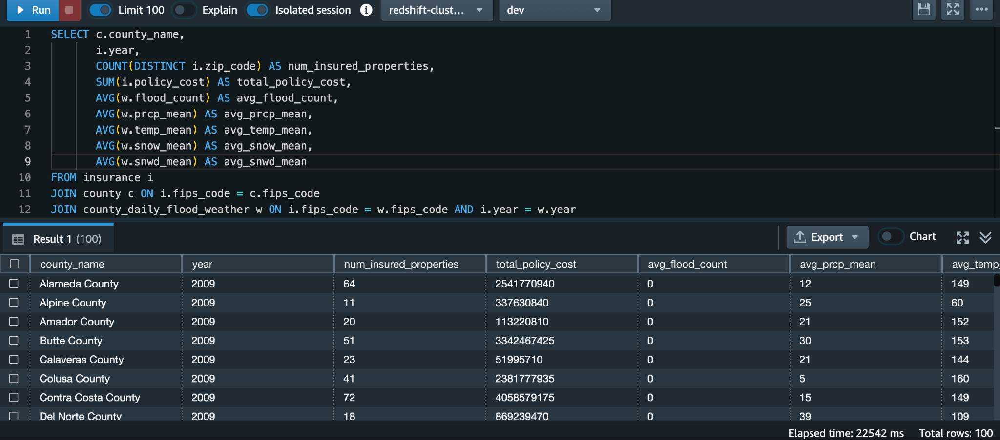 Run Limit 100 Explain Isolated session redshift-clust... dev
1 SELECT c.county_name,
2 i.year,
3 COUNT(DISTINCT i.zip_code) AS num_insured_properties,
4 SUM(i.policy_cost) AS total_policy_cost,
5 AVG(w.flood_count) AS avg_flood_count,
6 AVG(w.prcp_mean) AS avg_prcp_mean,
7 AVG(w.temp_mean) AS avg_temp_mean,
8 AVG(w.snow_mean) AS avg_snow_mean,
9 AVG(w.snwd_mean) AS avg_snwd_mean
10 FROM insurance i
11 JOIN county c ON i.fips_code = c.fips_code
12 JOIN county_daily_flood_weather w ON i.fips_code = w.fips_code AND i.year = w.year
Result 1 (100) Export Chart
county_name year num_insured_properties total_policy_cost avg_flood_count avg_prcp_mean avg_temp_
Alameda County 2009 64 2541770940 0 12 149
Alpine County 2009 11 337630840 0 25 60
Amador County 2009 20 113220810 0 21 152
Butte County 2009 51 3342467425 0 30 153
Calaveras County 2009 23 51995710 0 21 144
Colusa County 2009 41 2381777935 0 5 160
Contra Costa County 2009 72 4058579175 0 15 149
Del Norte County 2009 18 869239470 0 39 109
Elapsed time: 22542 ms Total rows: 100